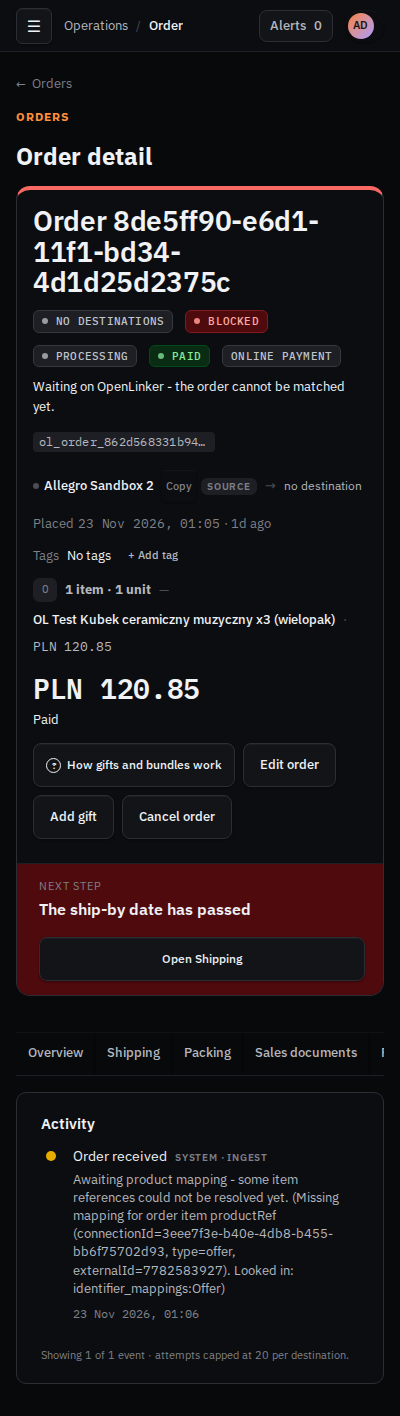 ☰ Operations / Order Alerts 0 AD
← Orders
ORDERS
Order detail
Order 8de5ff90-e6d1-
11f1-bd34-
4d1d25d2375c
NO DESTINATIONS BLOCKED
PROCESSING PAID ONLINE PAYMENT
Waiting on OpenLinker - the order cannot be matched
yet.
ol_order_862d568331b94…
Allegro Sandbox 2 Copy SOURCE → no destination
Placed 23 Nov 2026, 01:05 · 1d ago
Tags No tags + Add tag
0 1 item · 1 unit —
OL Test Kubek ceramiczny muzyczny x3 (wielopak) ·
PLN 120.85
PLN 120.85
Paid
How gifts and bundles work Edit order
Add gift Cancel order
NEXT STEP
The ship-by date has passed
Open Shipping
Overview Shipping Packing Sales documents
Activity
Order received SYSTEM · INGEST
Awaiting product mapping - some item
references could not be resolved yet. (Missing
mapping for order item productRef
(connectionId=3eee7f3e-b40e-4db8-b455-
bb6f75702d93, type=offer,
externalId=7782583927). Looked in:
identifier_mappings:Offer)
23 Nov 2026, 01:06
Showing 1 of 1 event · attempts capped at 20 per destination.